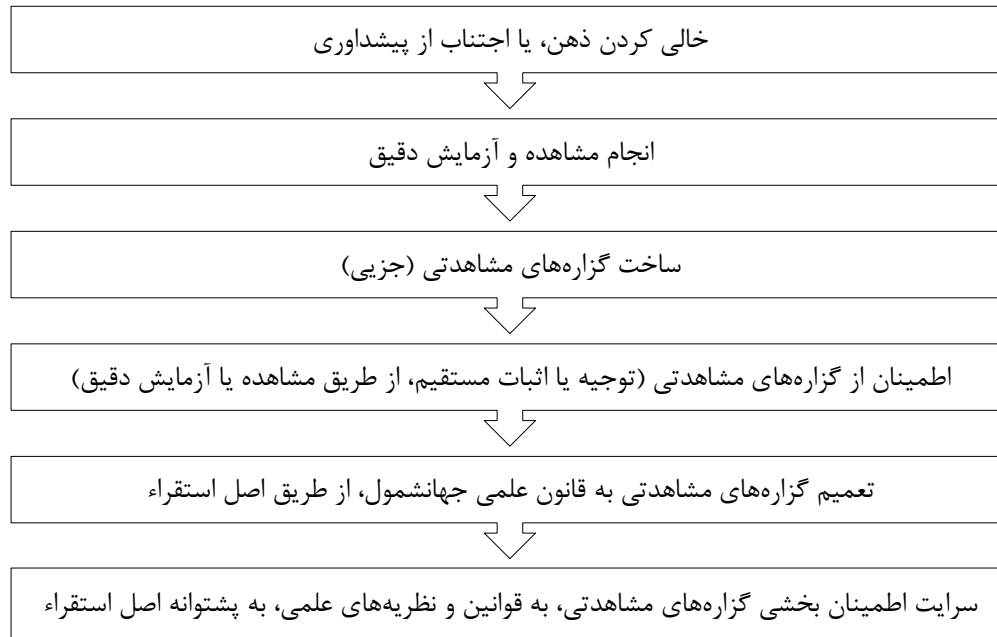 خالی کردن ذهن، یا اجتناب از پیشداوری
انجام مشاهده و آزمایش دقیق
ساخت گزاره‌های مشاهدتی (جزیی)
اطمینان از گزاره‌های مشاهدتی (توجیه یا اثبات مستقیم، از طریق مشاهده یا آزمایش دقیق)
تعمیم گزاره‌های مشاهدتی به قانون علمی جهانشمول، از طریق اصل استقراء
سرایت اطمینان بخشی گزاره‌های مشاهدتی، به قوانین و نظریه‌های علمی، به پشتوانه اصل استقراء